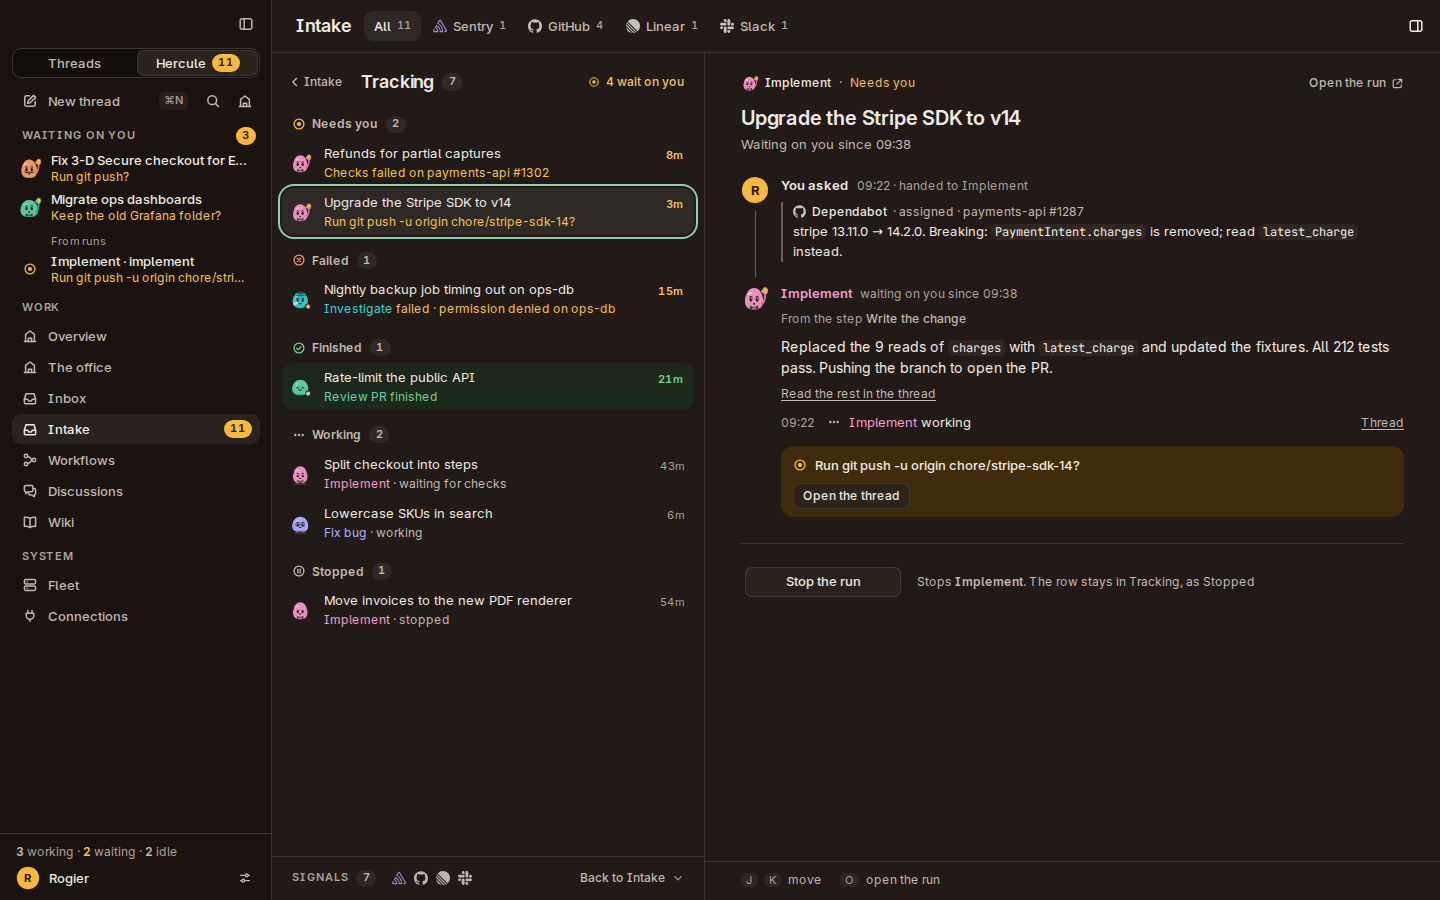 Threads
Hercule 11
New thread ⌘N
WAITING ON YOU 3
Fix 3-D Secure checkout for E...
Run git push?
Migrate ops dashboards
Keep the old Grafana folder?
From runs
Implement · implement
Run git push -u origin chore/stri...
WORK
Overview
The office
Inbox
Intake 11
Workflows
Discussions
Wiki
SYSTEM
Fleet
Connections
3 working · 2 waiting · 2 idle
R Rogier
Intake All 11 Sentry 1 GitHub 4 Linear 1 Slack 1
Intake Tracking 7 4 wait on you
Needs you 2
Refunds for partial captures 8m
Checks failed on payments-api #1302
Upgrade the Stripe SDK to v14 3m
Run git push -u origin chore/stripe-sdk-14?
Failed 1
Nightly backup job timing out on ops-db 15m
Investigate failed · permission denied on ops-db
Finished 1
Rate-limit the public API 21m
Review PR finished
Working 2
Split checkout into steps 43m
Implement · waiting for checks
Lowercase SKUs in search 6m
Fix bug · working
Stopped 1
Move invoices to the new PDF renderer 54m
Implement · stopped
SIGNALS 7 Back to Intake
Implement · Needs you Open the run
Upgrade the Stripe SDK to v14
Waiting on you since 09:38
R You asked 09:22 · handed to Implement
Dependabot · assigned · payments-api #1287
stripe 13.11.0 → 14.2.0. Breaking: PaymentIntent.charges is removed; read latest_charge
instead.
Implement waiting on you since 09:38
From the step Write the change
Replaced the 9 reads of charges with latest_charge and updated the fixtures. All 212 tests
pass. Pushing the branch to open the PR.
Read the rest in the thread
09:22 Implement working Thread
Run git push -u origin chore/stripe-sdk-14?
Open the thread
Stop the run Stops Implement. The row stays in Tracking, as Stopped
J K move O open the run